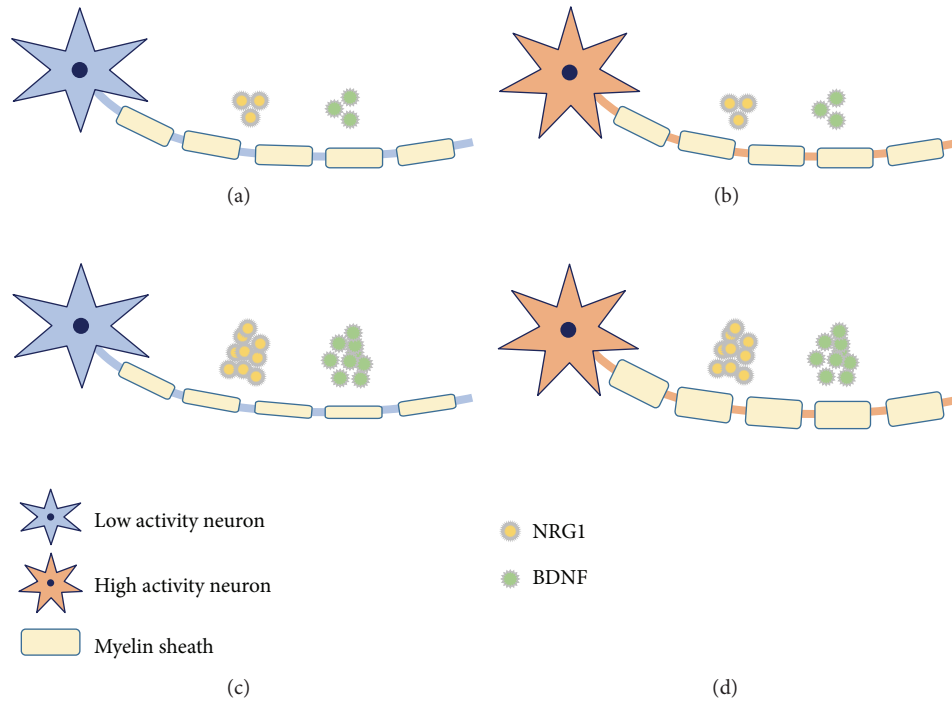 (a)
(b)
Low activity neuron
High activity neuron
Myelin sheath
NRG1
BDNF
(c)
(d)